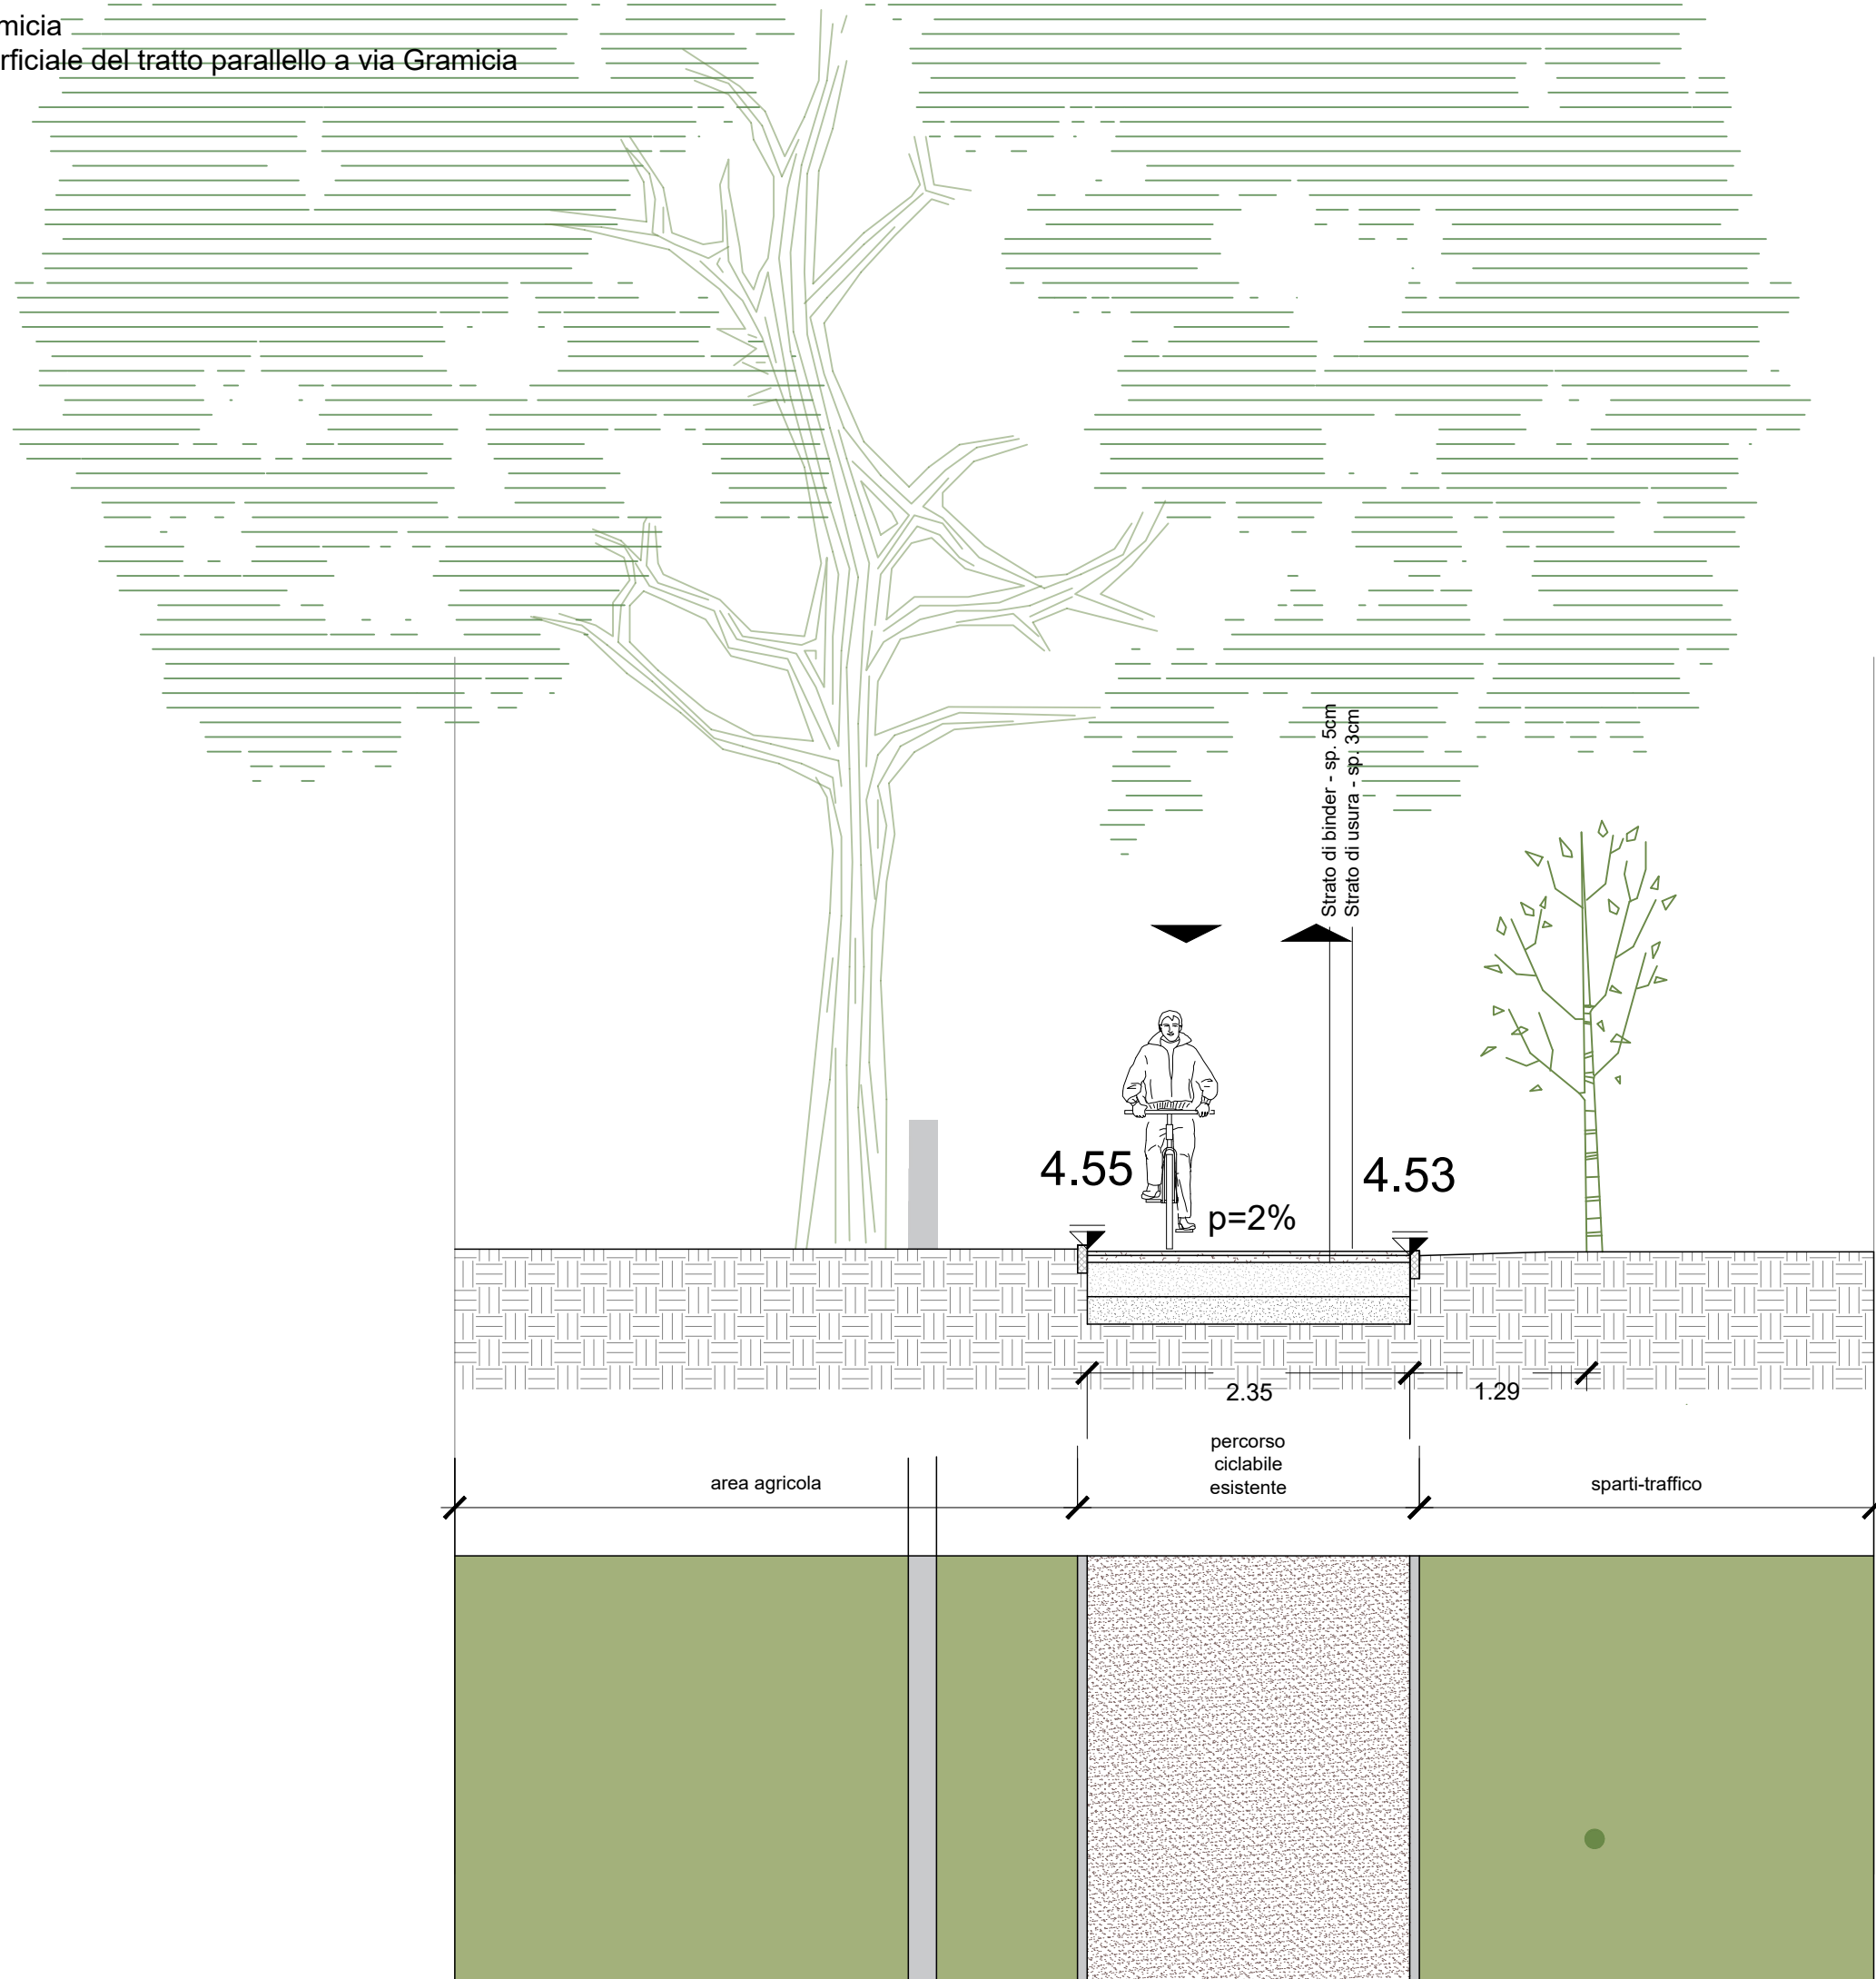 micia
rficiale del tratto parallello a via Gramicia
Strato di binder - sp. 5cm
Strato di usura - sp. 3cm
4.55
4.53
p=2%
2.35
1.29
percorso
ciclabile
esistente
area agricola
sparti-traffico